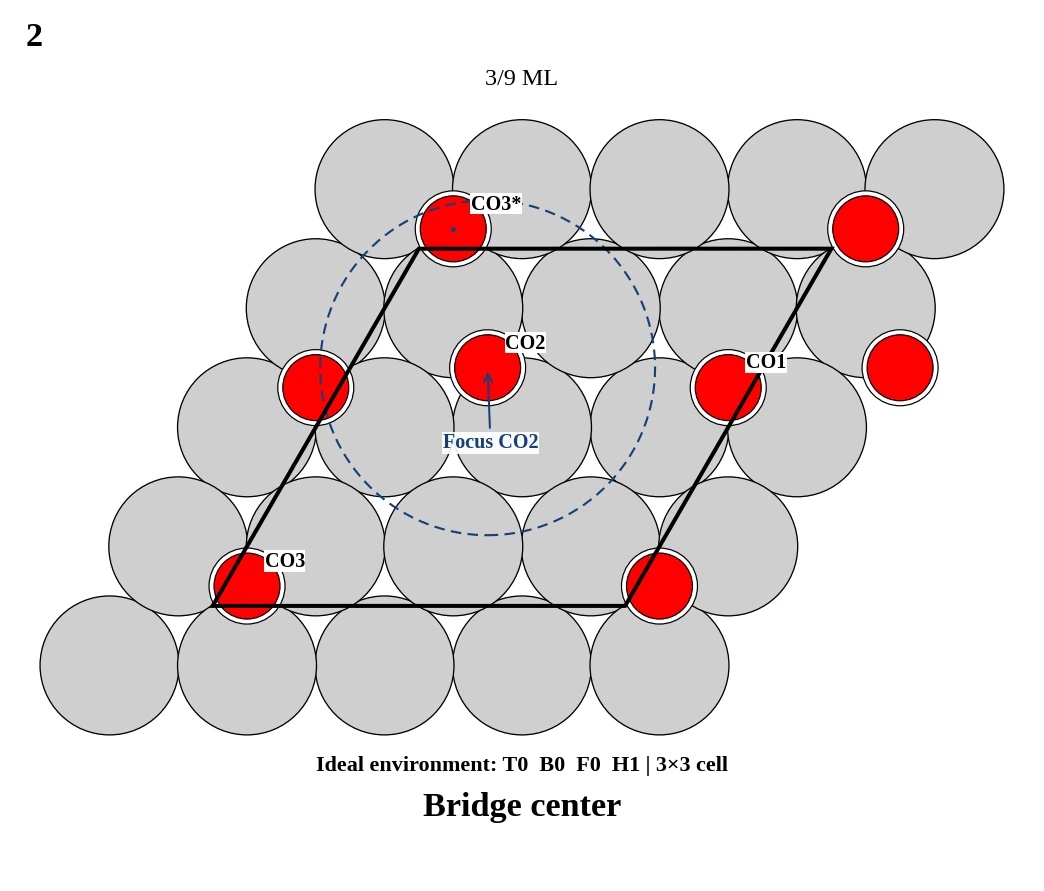 2
3/9 ML
CO3*
CO2
CO1
Focus CO2
CO3
Ideal environment: T0 B0 F0 H1 | 3×3 cell
Bridge center